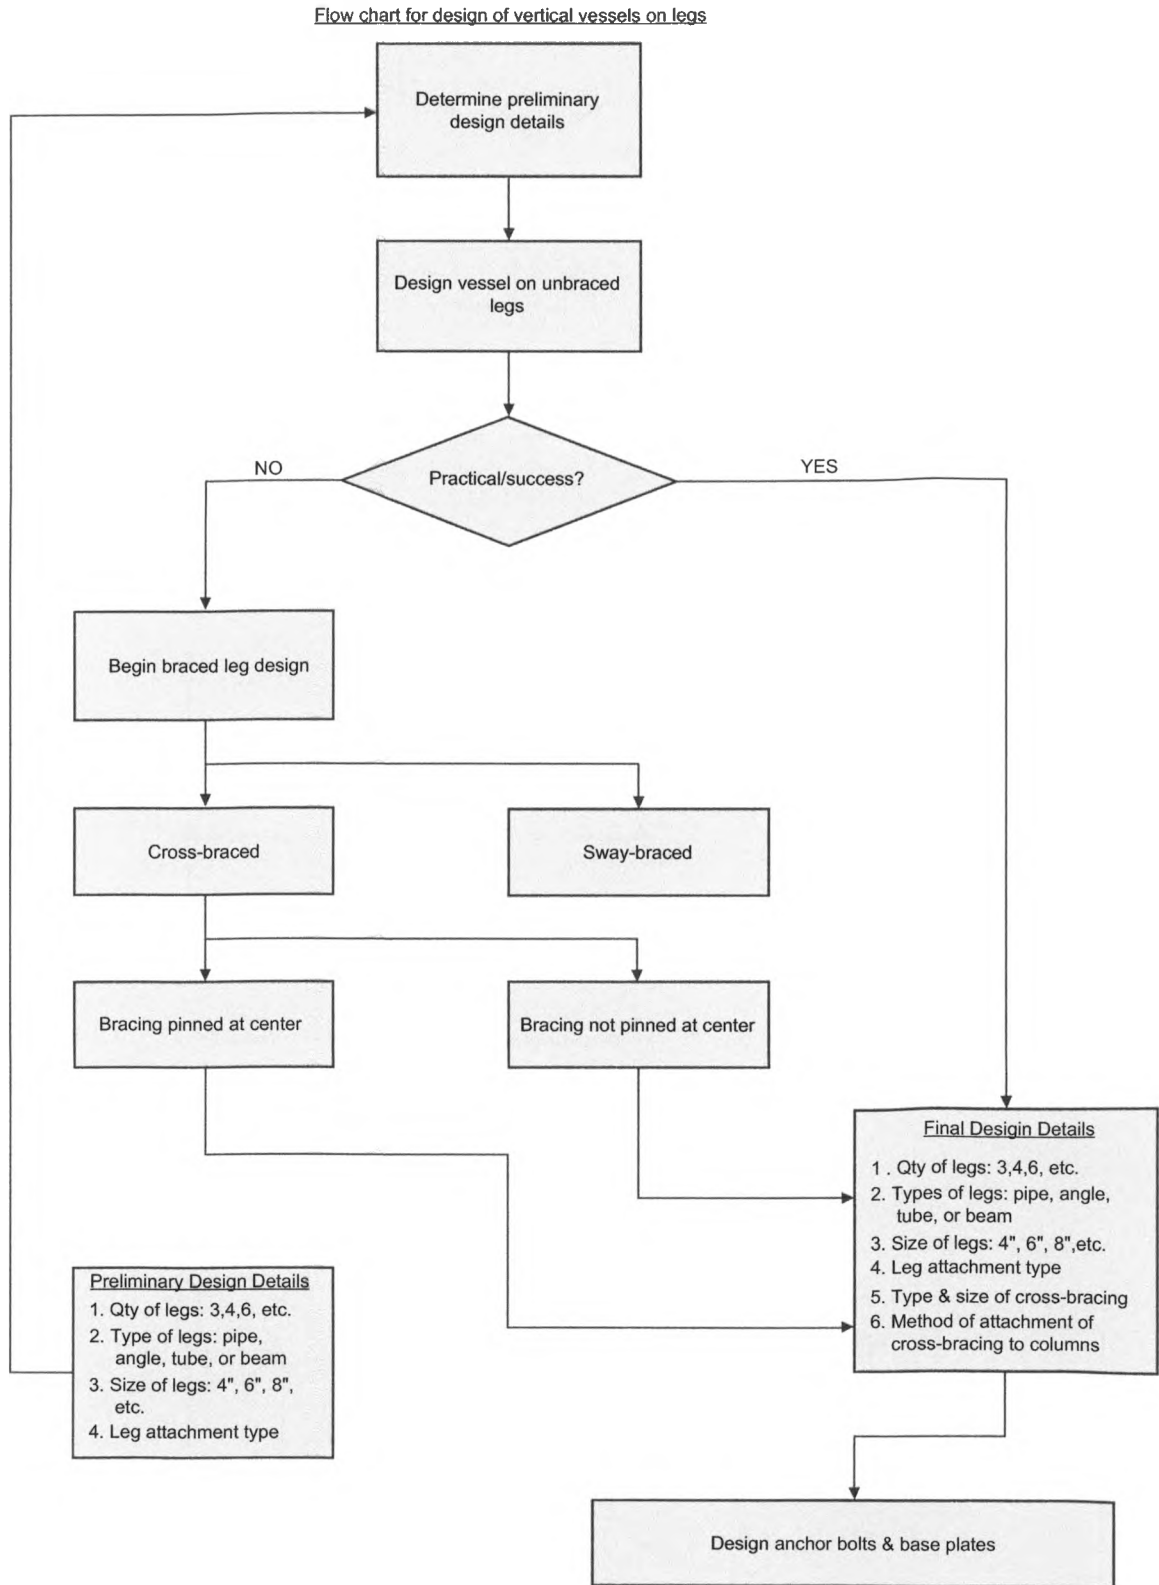 Flow chart for design of vertical vessels on legs
Determine preliminary
design details
Design vessel on unbraced
legs
Practical/success?
NO
YES
Begin braced leg design
Cross-braced
Sway-braced
Bracing pinned at center
Bracing not pinned at center
Final Desigin Details
1 . Qty of legs: 3,4,6, etc.
2. Types of legs: pipe, angle,
tube, or beam
3. Size of legs: 4", 6", 8",etc.
4. Leg attachment type
5. Type & size of cross-bracing
6. Method of attachment of
cross-bracing to columns
Preliminary Design Details
1. Qty of legs: 3,4,6, etc.
2. Type of legs: pipe,
angle, tube, or beam
3. Size of legs: 4", 6", 8",
etc.
4. Leg attachment type
Design anchor bolts & base plates